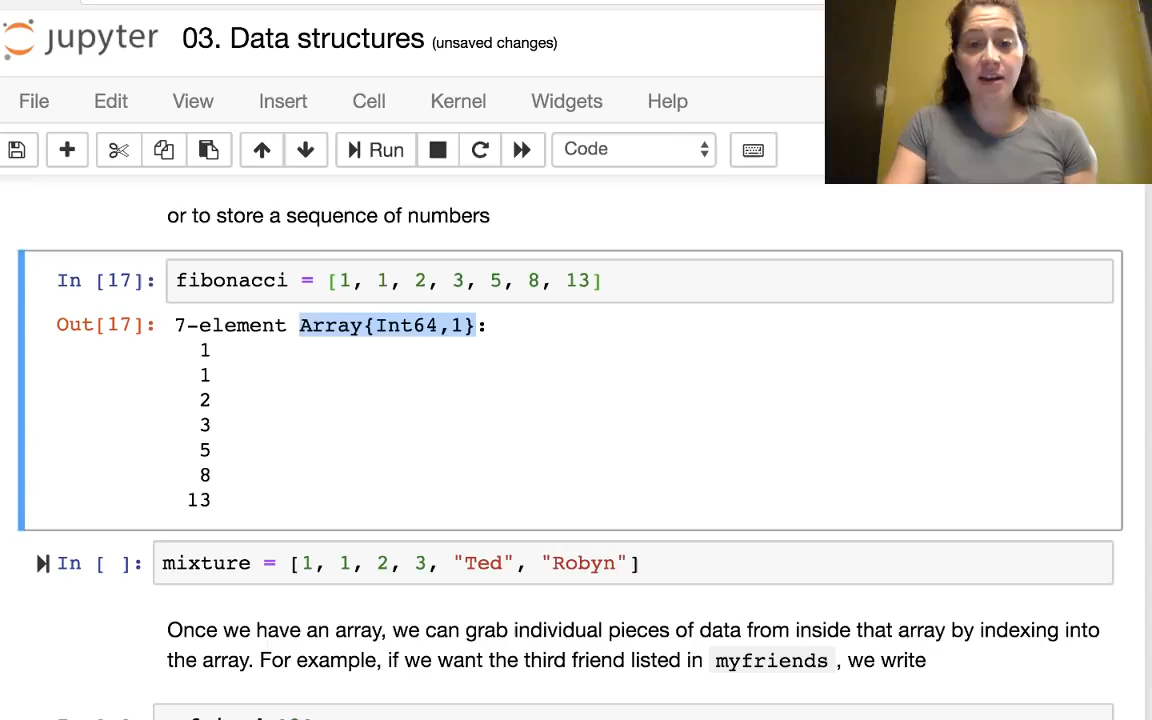 jupyter 03. Data structures (unsaved changes)
File Edit View Insert Cell Kernel Widgets Help
Run Code
or to store a sequence of numbers
In [17]: fibonacci = [1, 1, 2, 3, 5, 8, 13]
Out[17]: 7-element Array{Int64,1}:
1
1
2
3
5
8
13
In [ ]: mixture = [1, 1, 2, 3, "Ted", "Robyn"]
Once we have an array, we can grab individual pieces of data from inside that array by indexing into
the array. For example, if we want the third friend listed in myfriends , we write